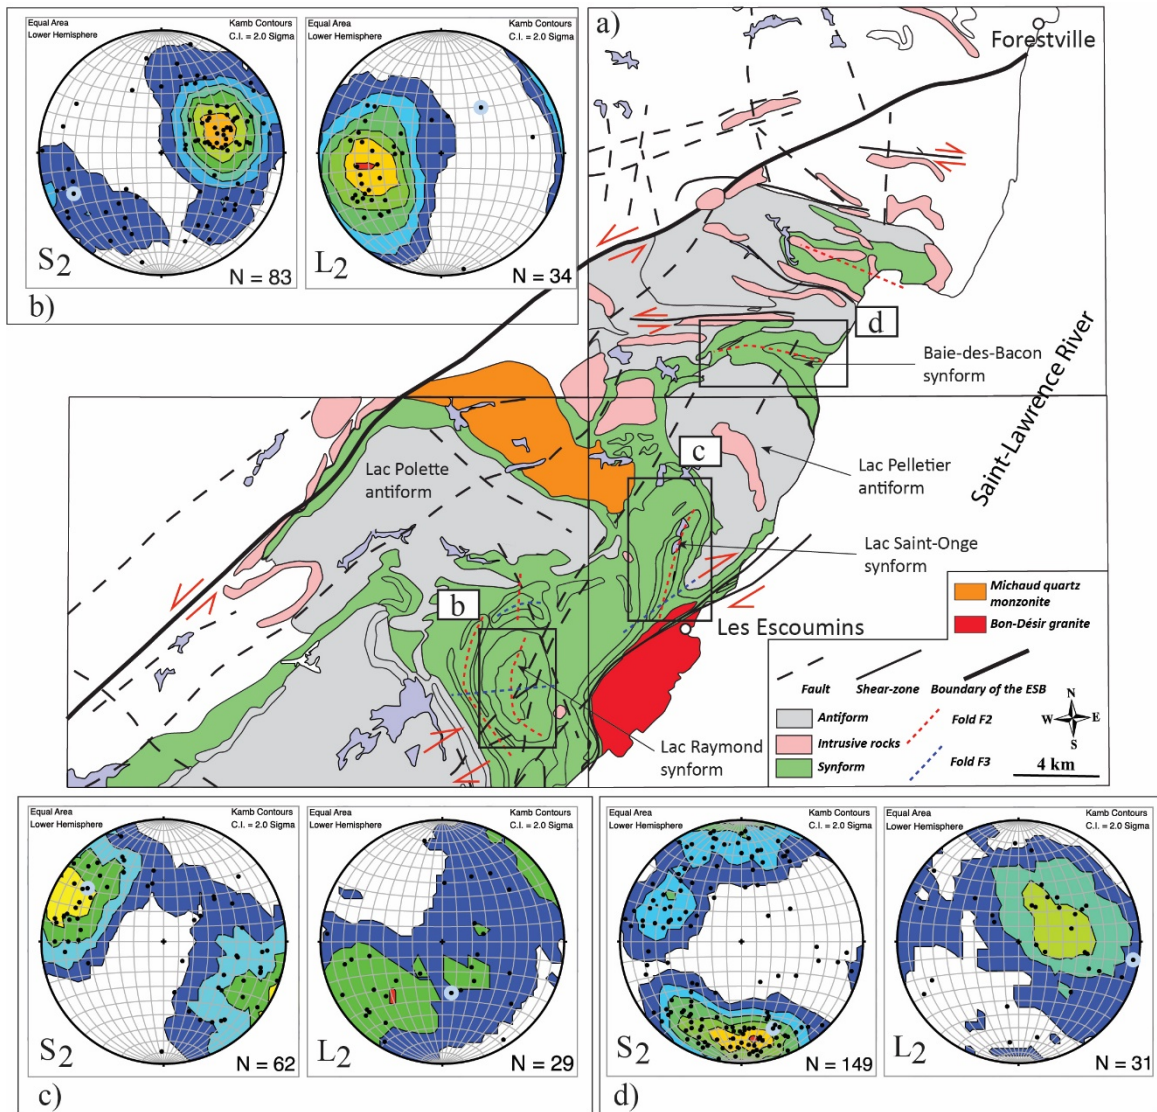 Equal Area
Lower Hemisphere
Kamb Contours
C.I. = 2.0 Sigma
S2
N = 83
b)
Equal Area
Lower Hemisphere
Kamb Contours
C.I. = 2.0 Sigma
L2
N = 34
a)
Forestville
d
Baie-des-Bacon
synform
Saint-Lawrence River
c
Lac Polette
antiform
Lac Pelletier
antiform
Lac Saint-Onge
synform
b
Les Escoumins
Lac Raymond
synform
Michaud quartz
monzonite
Bon-Désir granite
Fault
Shear-zone
Boundary of the ESB
Antiform
Fold F2
Intrusive rocks
Synform
Fold F3
N
W
E
S
4 km
Equal Area
Lower Hemisphere
Kamb Contours
C.I. = 2.0 Sigma
S2
N = 62
c)
Equal Area
Lower Hemisphere
Kamb Contours
C.I. = 2.0 Sigma
L2
N = 29
Equal Area
Lower Hemisphere
Kamb Contours
C.I. = 2.0 Sigma
S2
N = 149
d)
Equal Area
Lower Hemisphere
Kamb Contours
C.I. = 2.0 Sigma
L2
N = 31